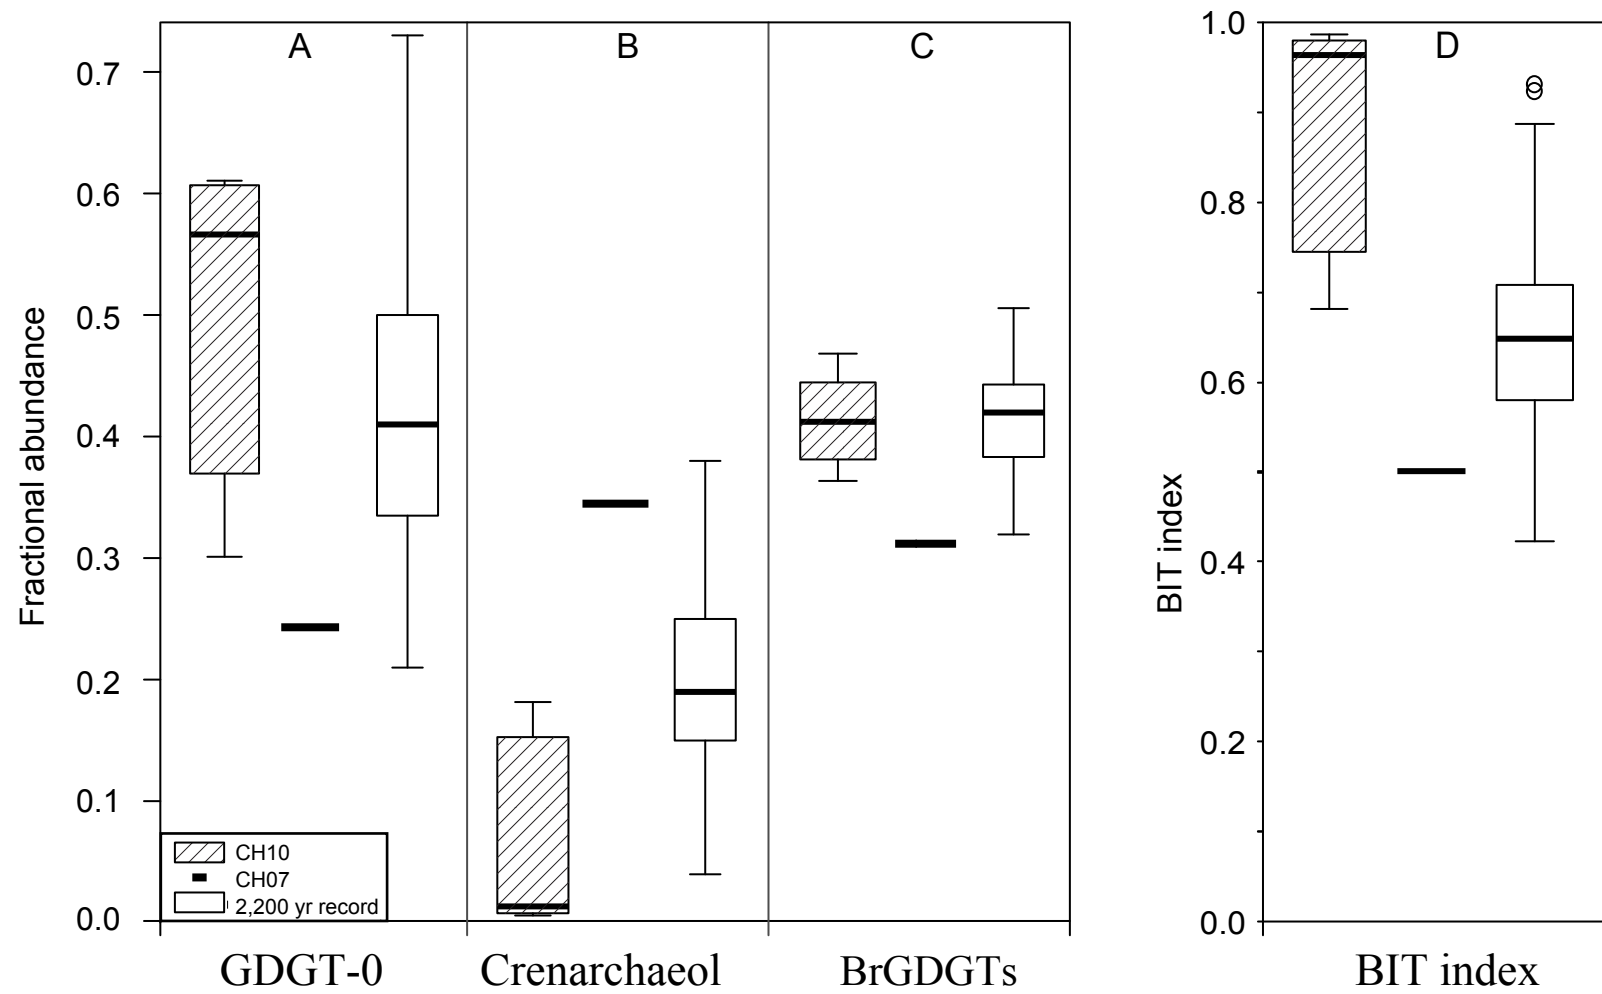 A
B
C
D
Fractional abundance
0.7
0.6
0.5
0.4
0.3
0.2
0.1
0.0
CH10
CH07
2,200 yr record
GDGT-0
Crenarchaeol
BrGDGTs
BIT index
1.0
0.8
0.6
0.4
0.2
0.0
BIT index